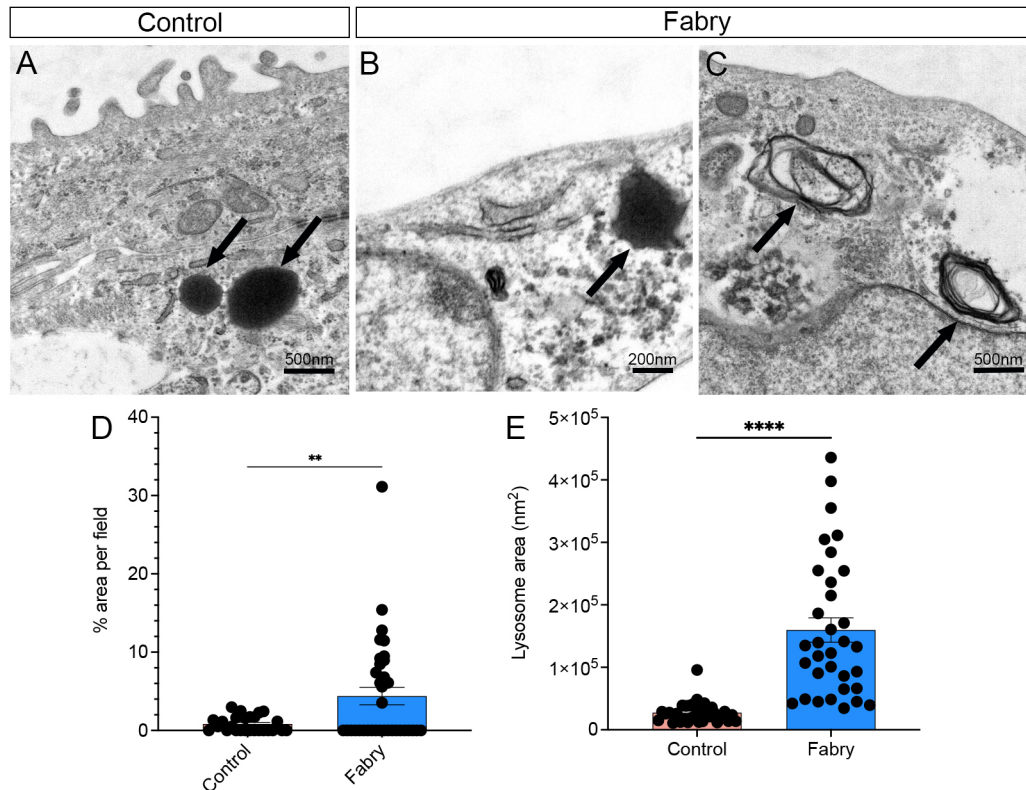 Control
Fabry
A
B
C
500nm
200nm
500nm
D
40
30
20
10
0
% area per field
**
Control
Fabry
E
5×10⁵
4×10⁵
3×10⁵
2×10⁵
1×10⁵
0
Lysosome area (nm²)
****
Control
Fabry